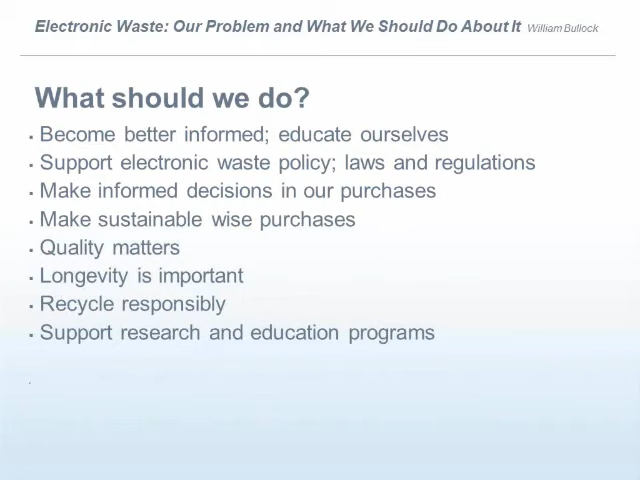 Electronic Waste: Our Problem and What We Should Do About It William Bullock
What should we do?
▪ Become better informed; educate ourselves
▪ Support electronic waste policy; laws and regulations
▪ Make informed decisions in our purchases
▪ Make sustainable wise purchases
▪ Quality matters
▪ Longevity is important
▪ Recycle responsibly
▪ Support research and education programs